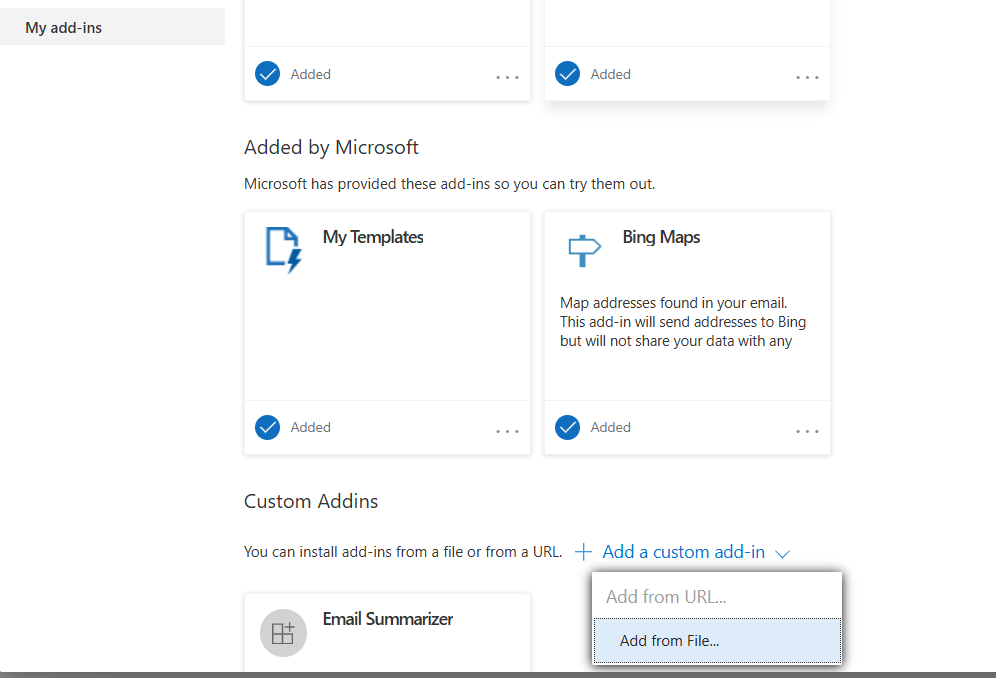 My add-ins
Added
...
Added
...
Added by Microsoft
Microsoft has provided these add-ins so you can try them out.
My Templates
Bing Maps
Map addresses found in your email.
This add-in will send addresses to Bing
but will not share your data with any
Added
...
Added
...
Custom Addins
You can install add-ins from a file or from a URL.
Add a custom add-in
Add from URL...
Email Summarizer
Add from File...